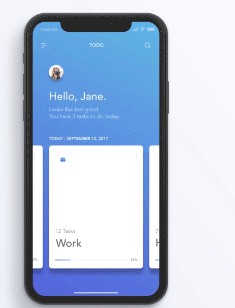 TODO
Hello, Jane.
Looks like feel good.
You have 3 tasks to do today.
TODAY : SEPTEMBER 12, 2017
12 Tasks
Work